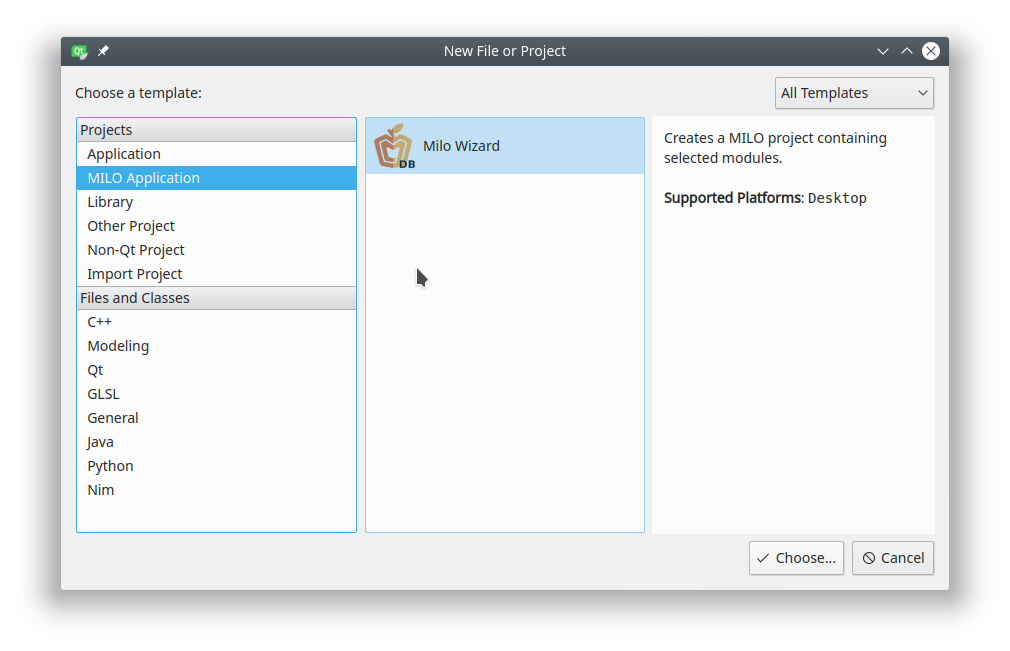 Qt
New File or Project
Choose a template:
All Templates
Projects
Application
MILO Application
Library
Other Project
Non-Qt Project
Import Project
Files and Classes
C++
Modeling
Qt
GLSL
General
Java
Python
Nim
DB
Milo Wizard
Creates a MILO project containing
selected modules.
Supported Platforms: Desktop
Choose...
Cancel